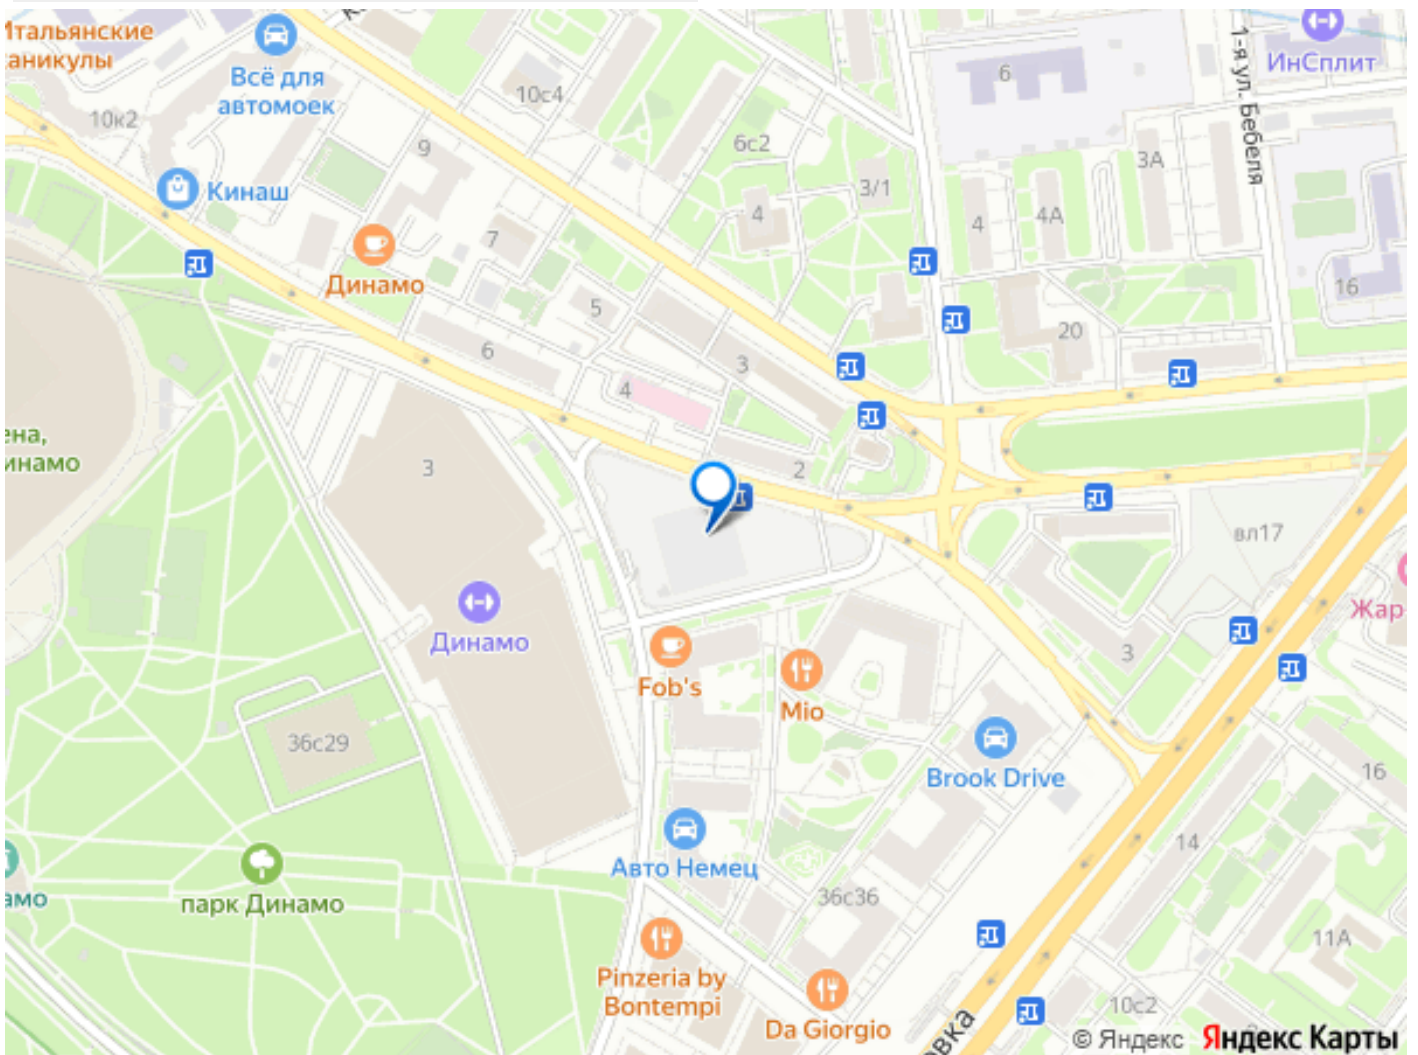 Итальянские
каникулы
Всё для
автомоек
10к2
10с4
9
6
1-я ул. Бебеля
ИнСплит
Кинаш
6с2
3/1
3А
4
4
4А
7
Динамо
16
5
6
3
20
4
ена,
инамо
3
2
вл17
Динамо
Fob's
Mio
3
Жар
36с29
Brook Drive
16
Авто Немец
14
амо
парк Динамо
36с36
11А
Pinzeria by
Bontempi
Da Giorgio
10с2
овка
© Яндекс Яндекс Карты